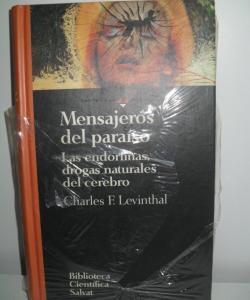 Mensajeros
del paraíso
Las endorfinas,
drogas naturales
del cerebro
Charles F. Levinthal
Biblioteca
Científica
Salvat